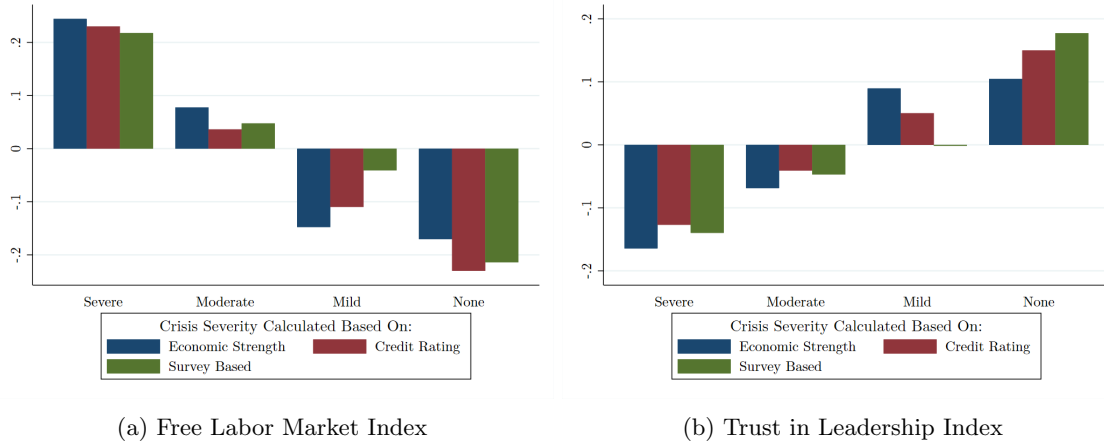 .2
.1
0
-.1
-.2
Severe Moderate Mild None
Crisis Severity Calculated Based On:
Economic Strength Credit Rating
Survey Based
(a) Free Labor Market Index
.2
.1
0
-.1
-.2
Severe Moderate Mild None
Crisis Severity Calculated Based On:
Economic Strength Credit Rating
Survey Based
(b) Trust in Leadership Index